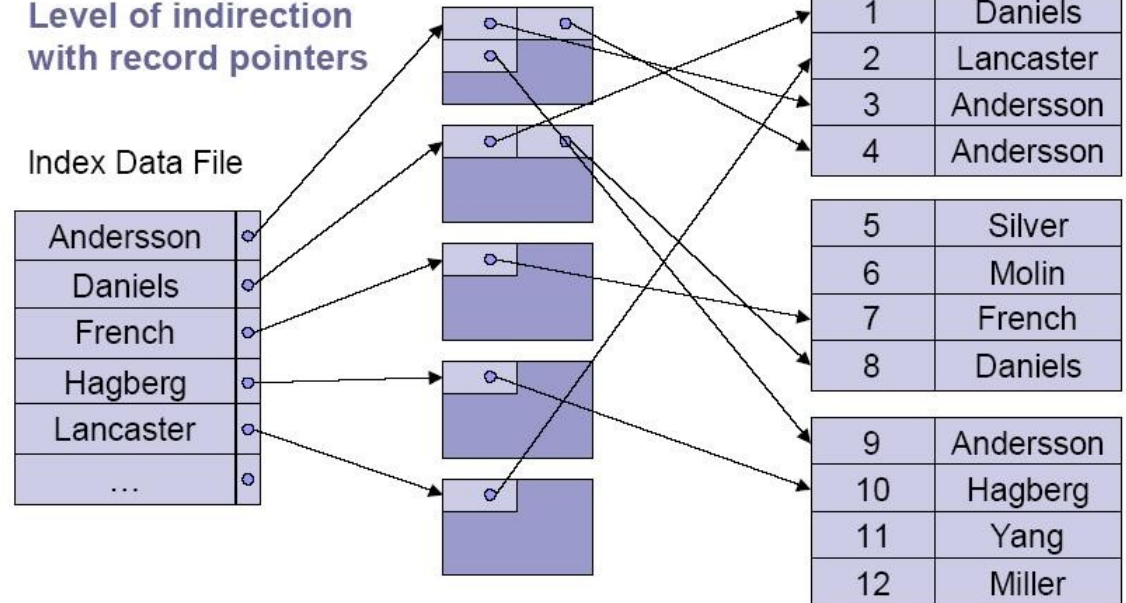 Level of indirection
with record pointers
Index Data File
Andersson
Daniels
French
Hagberg
Lancaster
...
1 Daniels
2 Lancaster
3 Andersson
4 Andersson
5 Silver
6 Molin
7 French
8 Daniels
9 Andersson
10 Hagberg
11 Yang
12 Miller